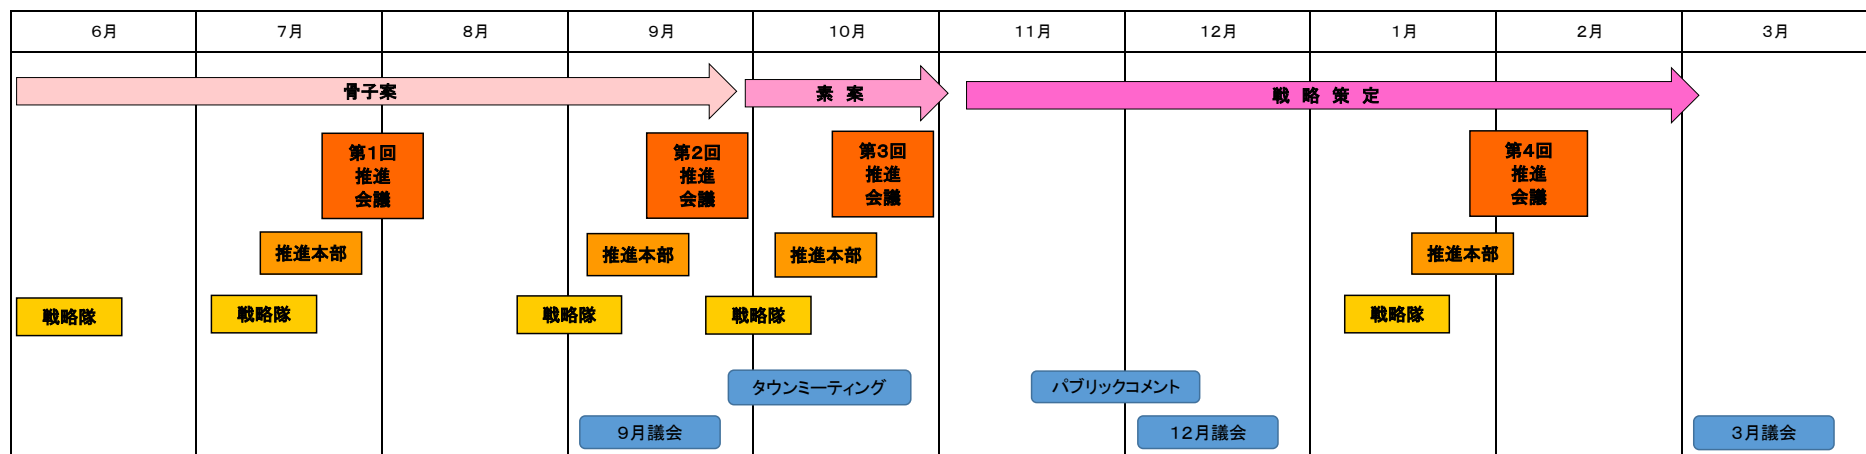 6月
7月
8月
9月
10月
11月
12月
1月
2月
3月
骨子案
素 案
戦 略 策 定
第1回
推進
会議
第2回
推進
会議
第3回
推進
会議
第4回
推進
会議
推進本部
推進本部
推進本部
推進本部
戦略隊
戦略隊
戦略隊
戦略隊
戦略隊
タウンミーティング
パブリックコメント
9月議会
12月議会
3月議会